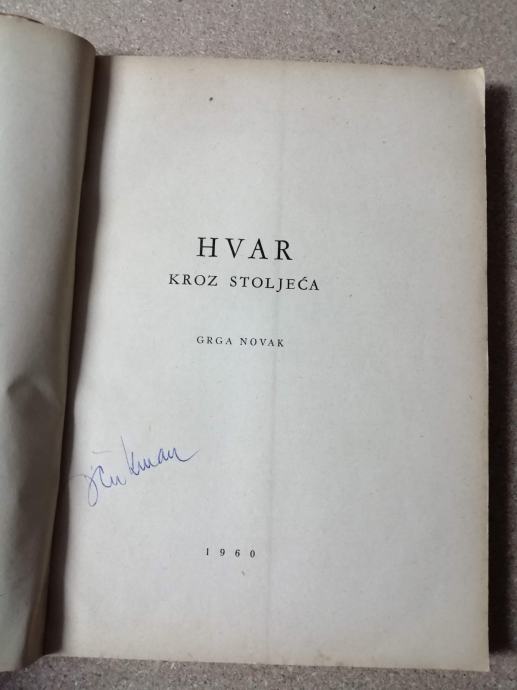 HVAR
KROZ STOLJEĆA
GRGA NOVAK
1960